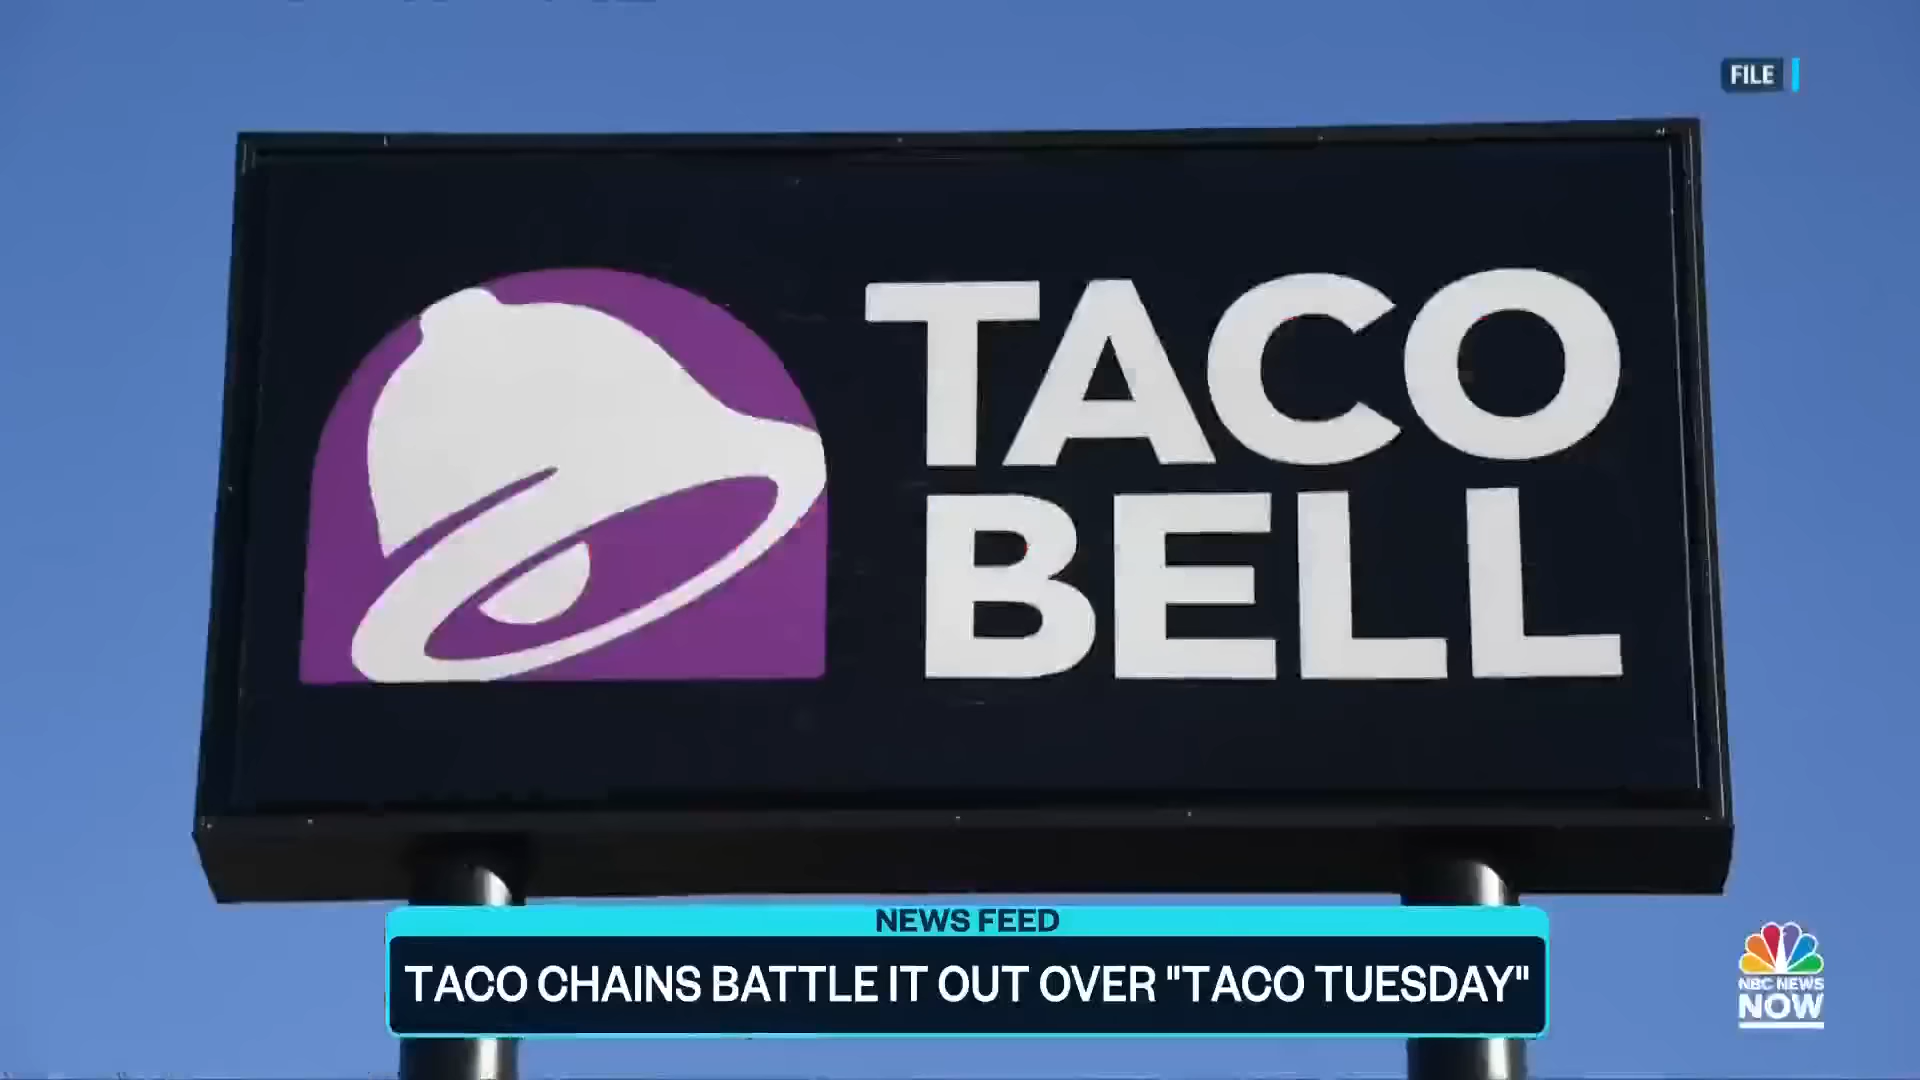 FILE
TACO
BELL
NEWS FEED
TACO CHAINS BATTLE IT OUT OVER "TACO TUESDAY"
NBC NEWS
NOW